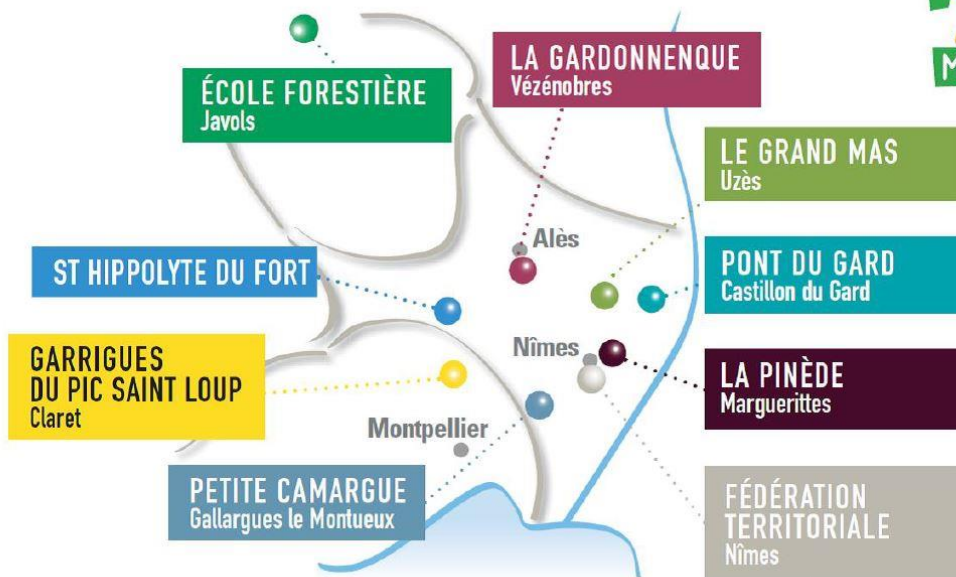 M
ÉCOLE FORESTIÈRE
Javols
LA GARDONNENQUE
Vézénobres
LE GRAND MAS
Uzès
Alès
ST HIPPOLYTE DU FORT
PONT DU GARD
Castillon du Gard
Nîmes
GARRIGUES
DU PIC SAINT LOUP
Claret
LA PINÈDE
Marguerittes
Montpellier
PETITE CAMARGUE
Gallargues le Montueux
FÉDÉRATION
TERRITORIALE
Nîmes